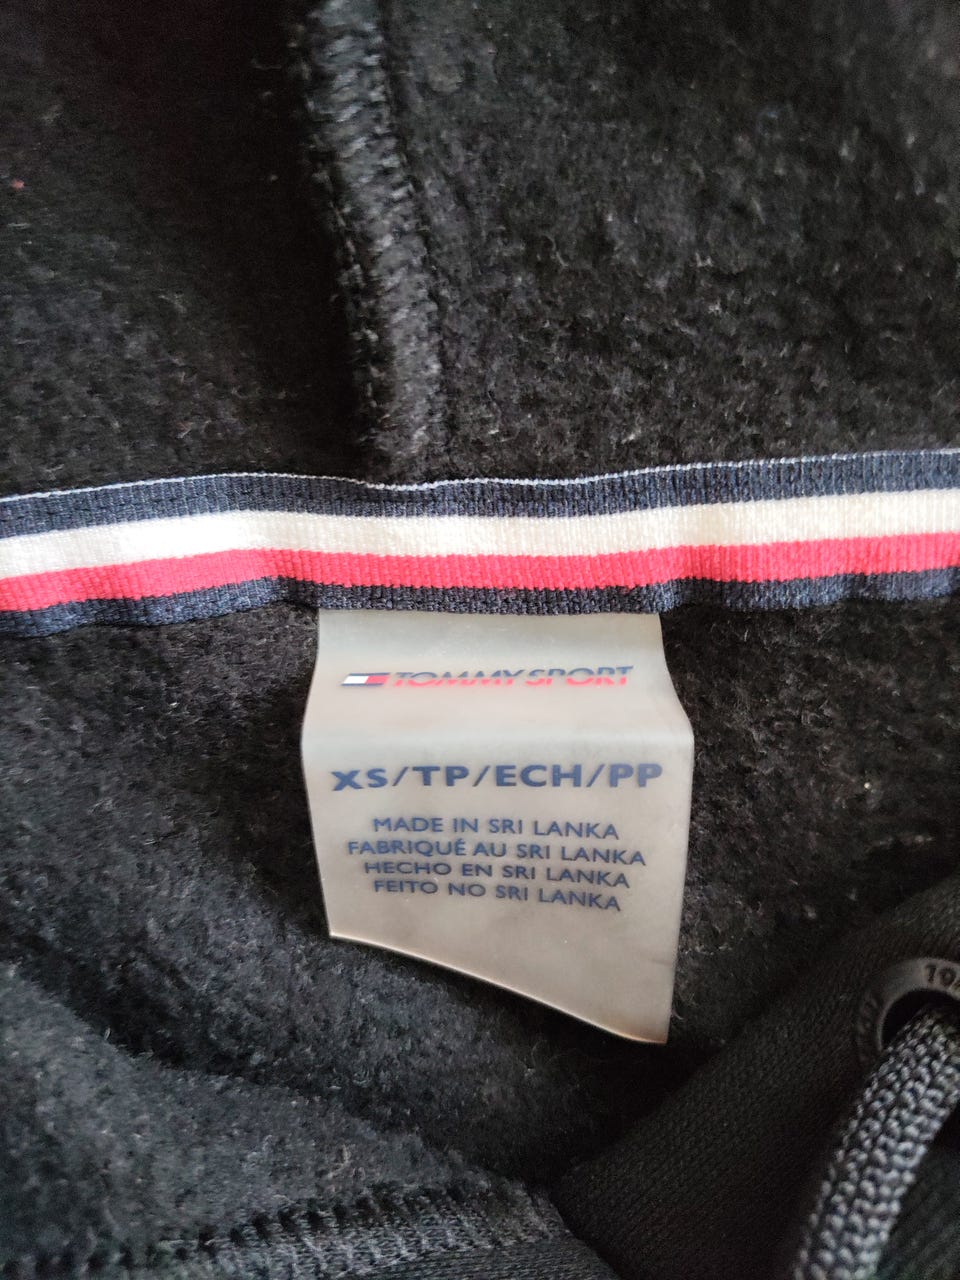 TOMMY SPORT
XS/TP/ECH/PP
MADE IN SRI LANKA
FABRIQUÉ AU SRI LANKA
HECHO EN SRI LANKA
FEITO NO SRI LANKA